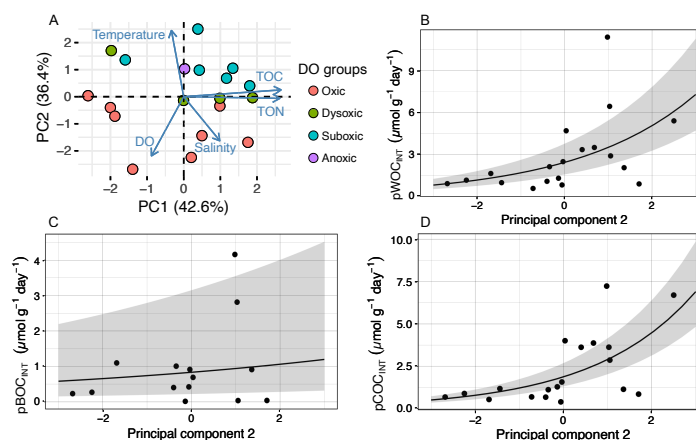 A
Temperature
TOC
TON
DO
Salinity
2
1
0
−1
−2
PC2 (36.4%)
−2 −1 0 1 2
PC1 (42.6%)
DO groups
Oxic
Dysoxic
Suboxic
Anoxic
B
9
6
3
0
pWOC_INT (μmol g⁻¹ day⁻¹)
−2 0 2
Principal component 2
C
4
3
2
1
0
pBOC_INT (μmol g⁻¹ day⁻¹)
−2 0 2
Principal component 2
D
10.0
7.5
5.0
2.5
0.0
pCOC_INT (μmol g⁻¹ day⁻¹)
−2 0 2
Principal component 2